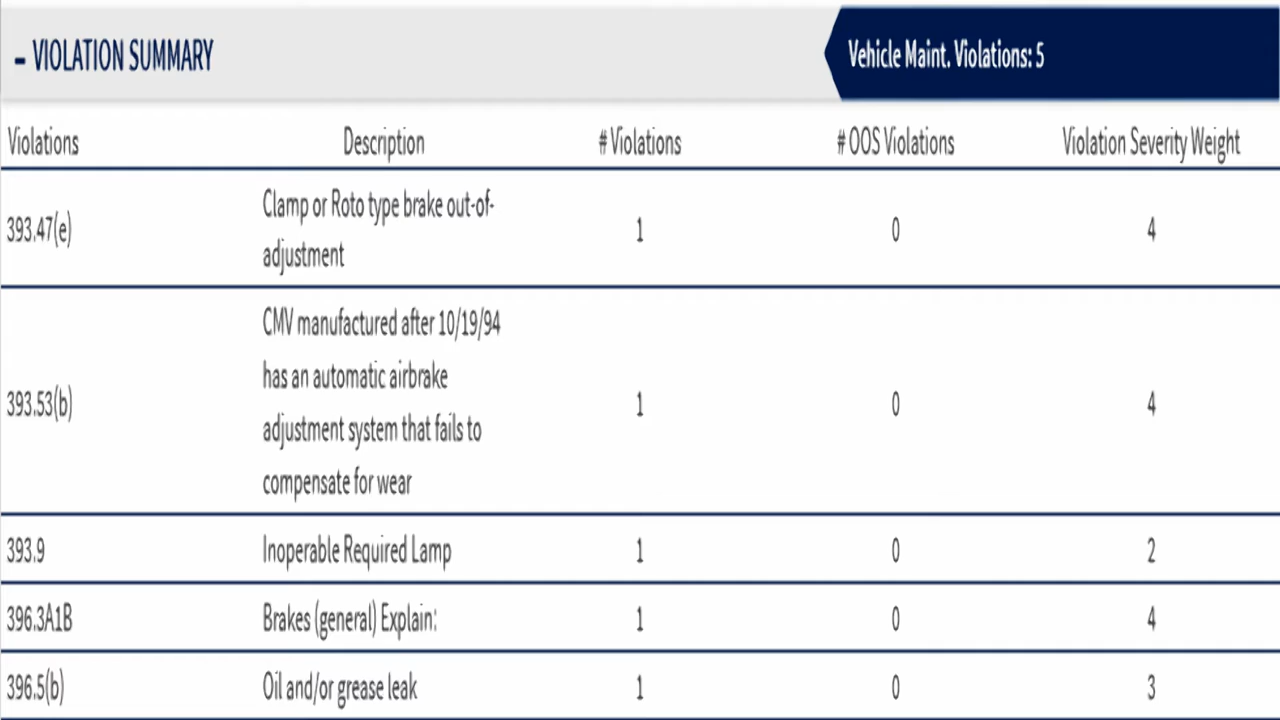 – VIOLATION SUMMARY
Vehicle Maint. Violations: 5
Violations Description # Violations # OOS Violations Violation Severity Weight
393.47(e) Clamp or Roto type brake out-of-
adjustment 1 0 4
393.53(b) CMV manufactured after 10/19/94
has an automatic airbrake
adjustment system that fails to
compensate for wear 1 0 4
393.9 Inoperable Required Lamp 1 0 2
396.3A1B Brakes (general) Explain: 1 0 4
396.5(b) Oil and/or grease leak 1 0 3